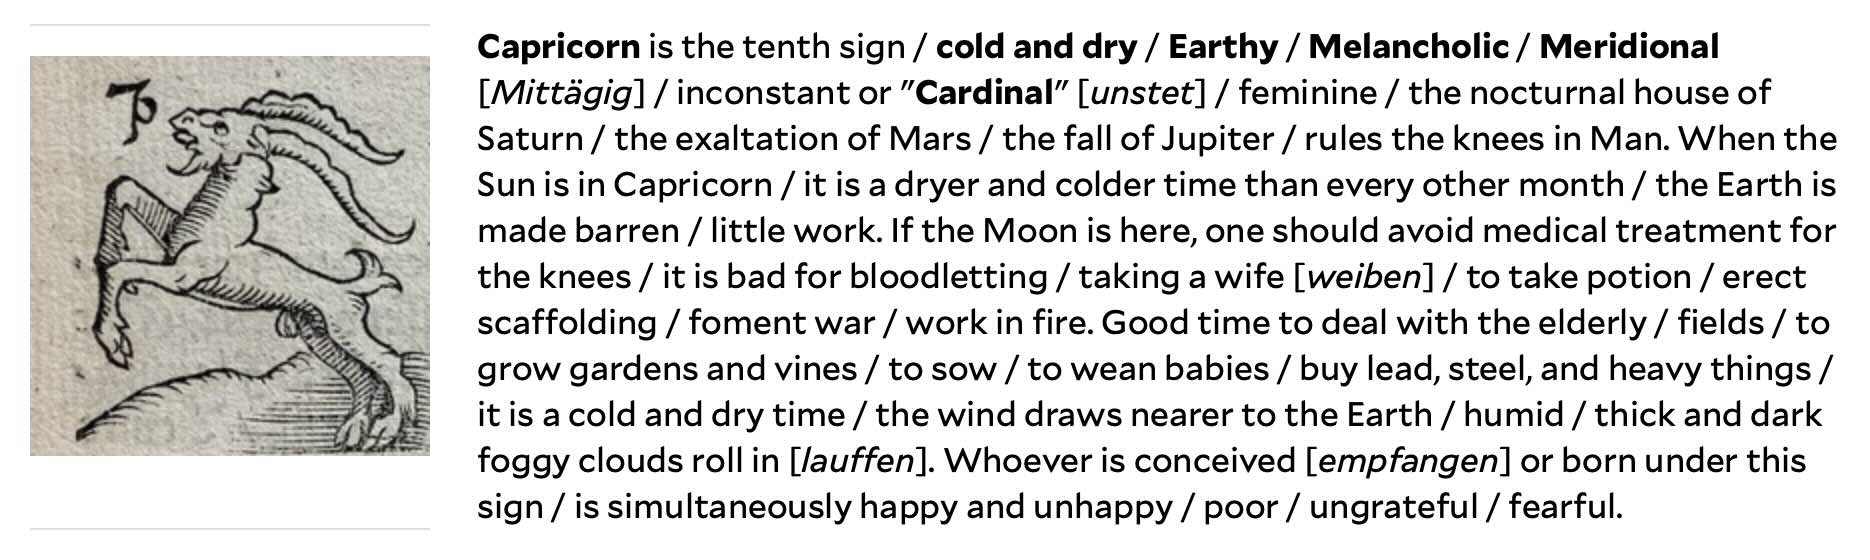 Capricorn is the tenth sign / cold and dry / Earthy / Melancholic / Meridional
[Mittägig] / inconstant or "Cardinal" [unstet] / feminine / the nocturnal house of
Saturn / the exaltation of Mars / the fall of Jupiter / rules the knees in Man. When the
Sun is in Capricorn / it is a dryer and colder time than every other month / the Earth is
made barren / little work. If the Moon is here, one should avoid medical treatment for
the knees / it is bad for bloodletting / taking a wife [weiben] / to take potion / erect
scaffolding / foment war / work in fire. Good time to deal with the elderly / fields / to
grow gardens and vines / to sow / to wean babies / buy lead, steel, and heavy things /
it is a cold and dry time / the wind draws nearer to the Earth / humid / thick and dark
foggy clouds roll in [lauffen]. Whoever is conceived [empfangen] or born under this
sign / is simultaneously happy and unhappy / poor / ungrateful / fearful.